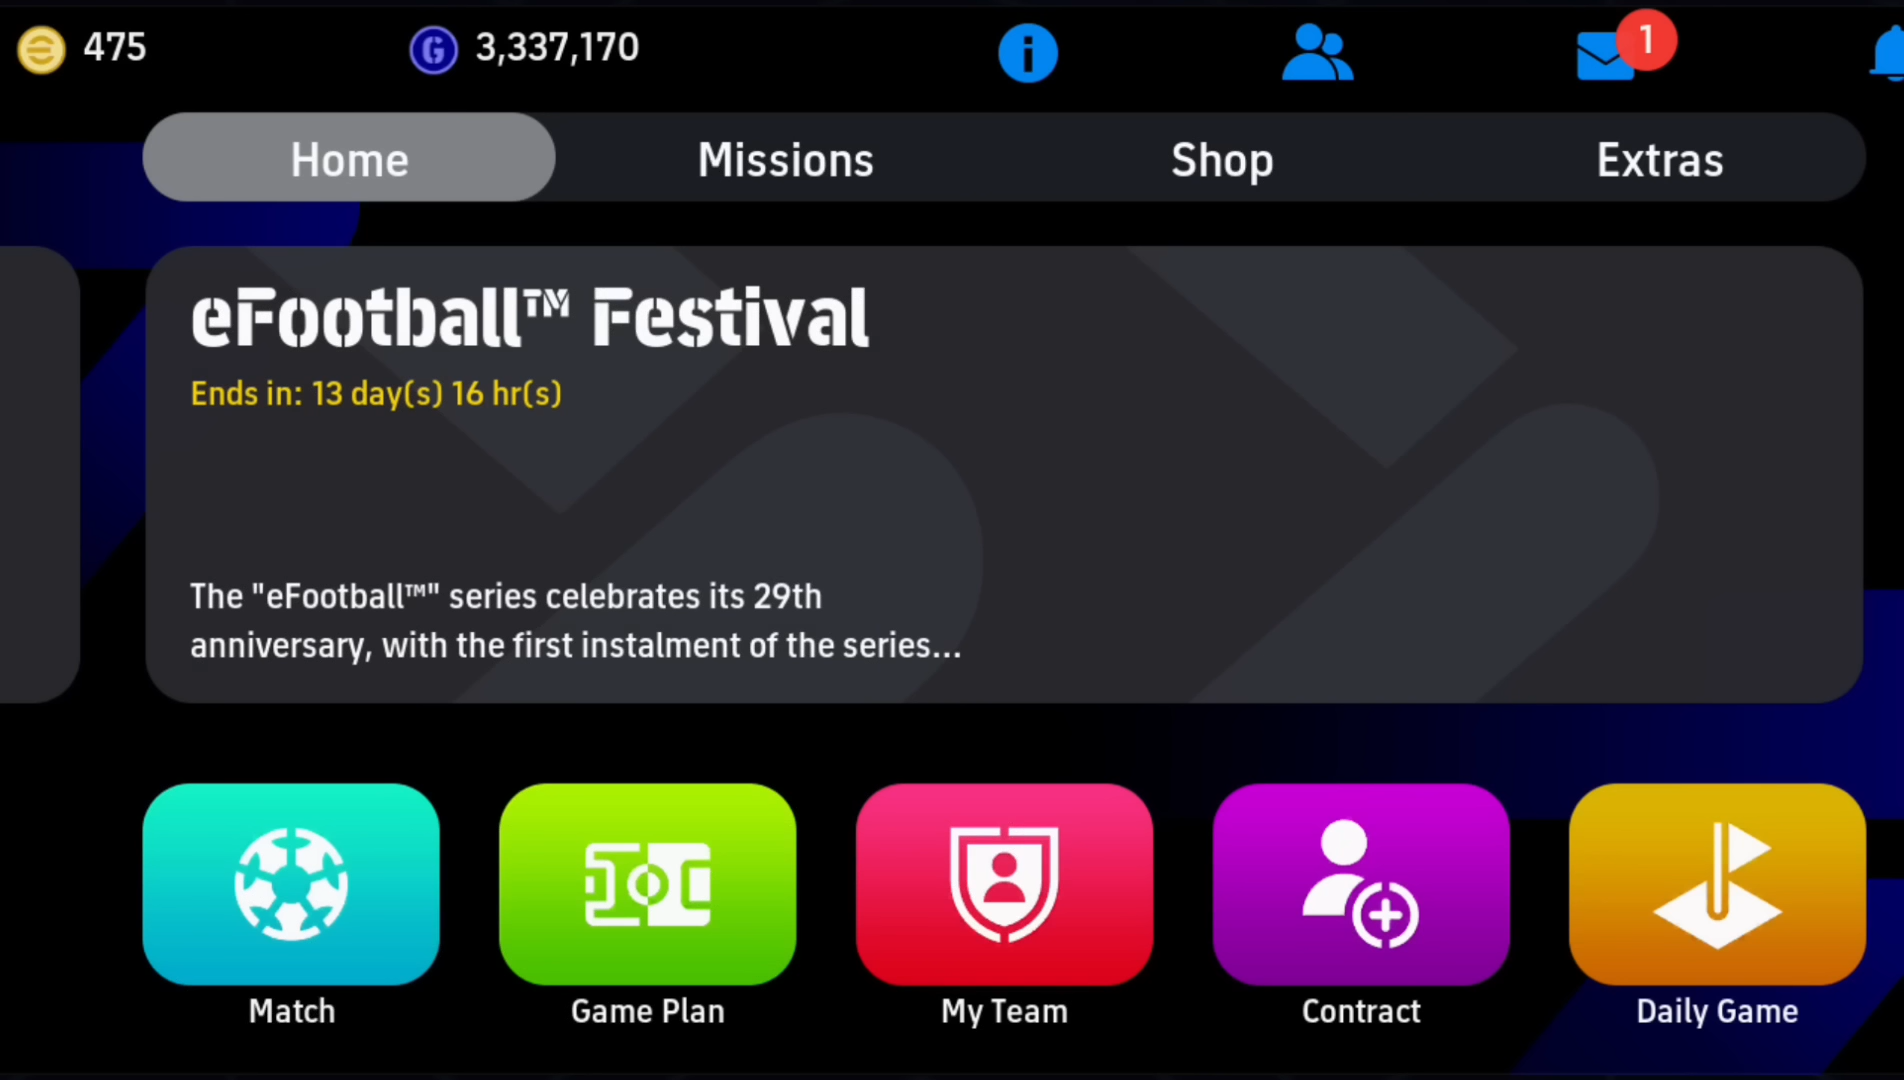 475
3,337,170
1
Home
Missions
Shop
Extras
eFootball™ Festival
Ends in: 13 day(s) 16 hr(s)
The "eFootball™" series celebrates its 29th
anniversary, with the first instalment of the series...
Match
Game Plan
My Team
Contract
Daily Game